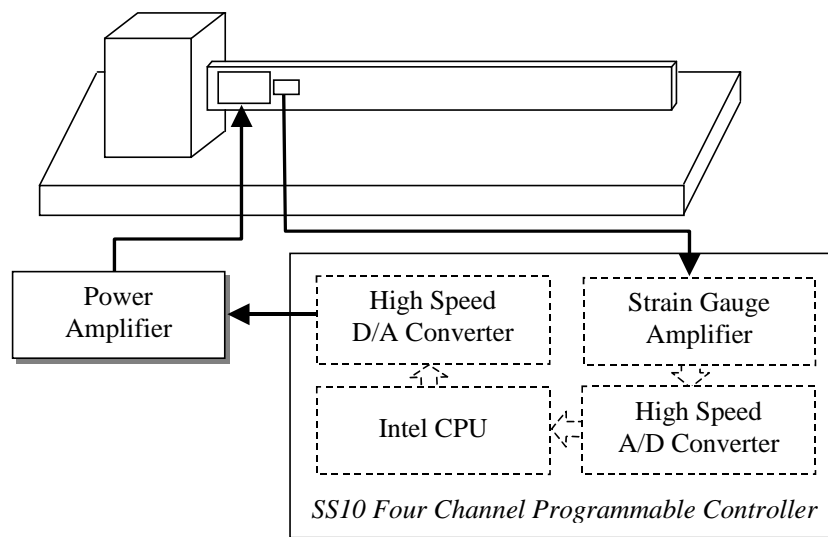 Power
Amplifier
High Speed
D/A Converter
Strain Gauge
Amplifier
Intel CPU
High Speed
A/D Converter
SS10 Four Channel Programmable Controller